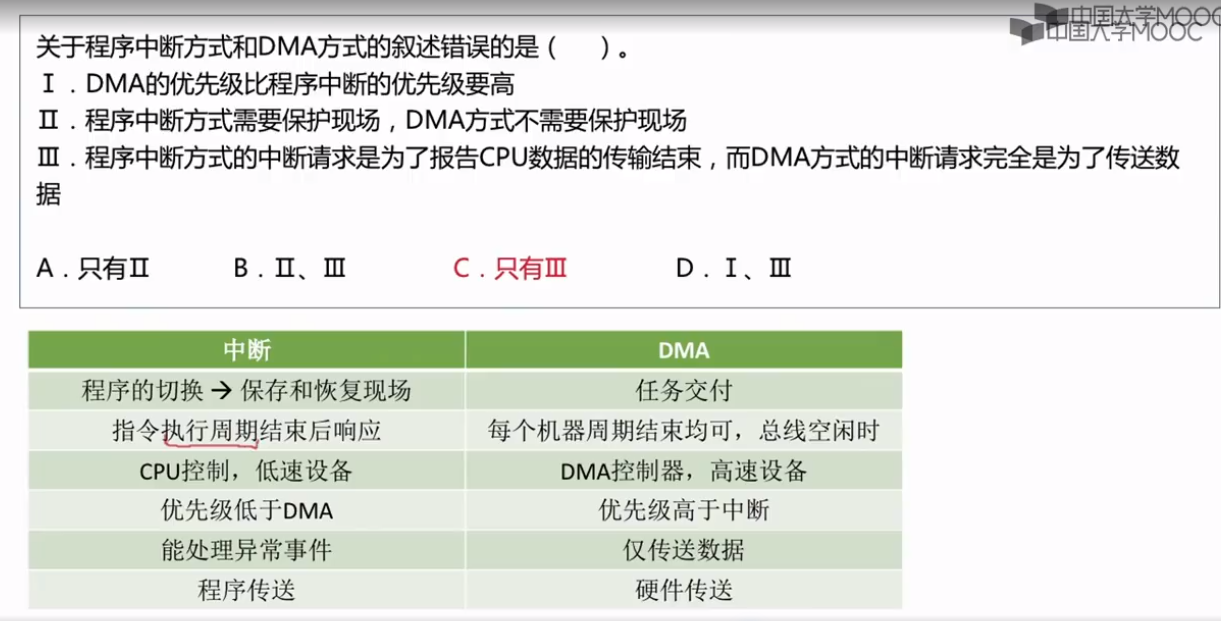 中国大学MOOC
中国大学MOOC
关于程序中断方式和DMA方式的叙述错误的是（　　）。
Ⅰ．DMA的优先级比程序中断的优先级要高
Ⅱ．程序中断方式需要保护现场，DMA方式不需要保护现场
Ⅲ．程序中断方式的中断请求是为了报告CPU数据的传输结束，而DMA方式的中断请求完全是为了传送数
据
A．只有Ⅱ　　B．Ⅱ、Ⅲ　　C．只有Ⅲ　　D．Ⅰ、Ⅲ
中断　　DMA
程序的切换→保存和恢复现场　　任务交付
指令执行周期结束后响应　　每个机器周期结束均可，总线空闲时
CPU控制，低速设备　　DMA控制器，高速设备
优先级低于DMA　　优先级高于中断
能处理异常事件　　仅传送数据
程序传送　　硬件传送